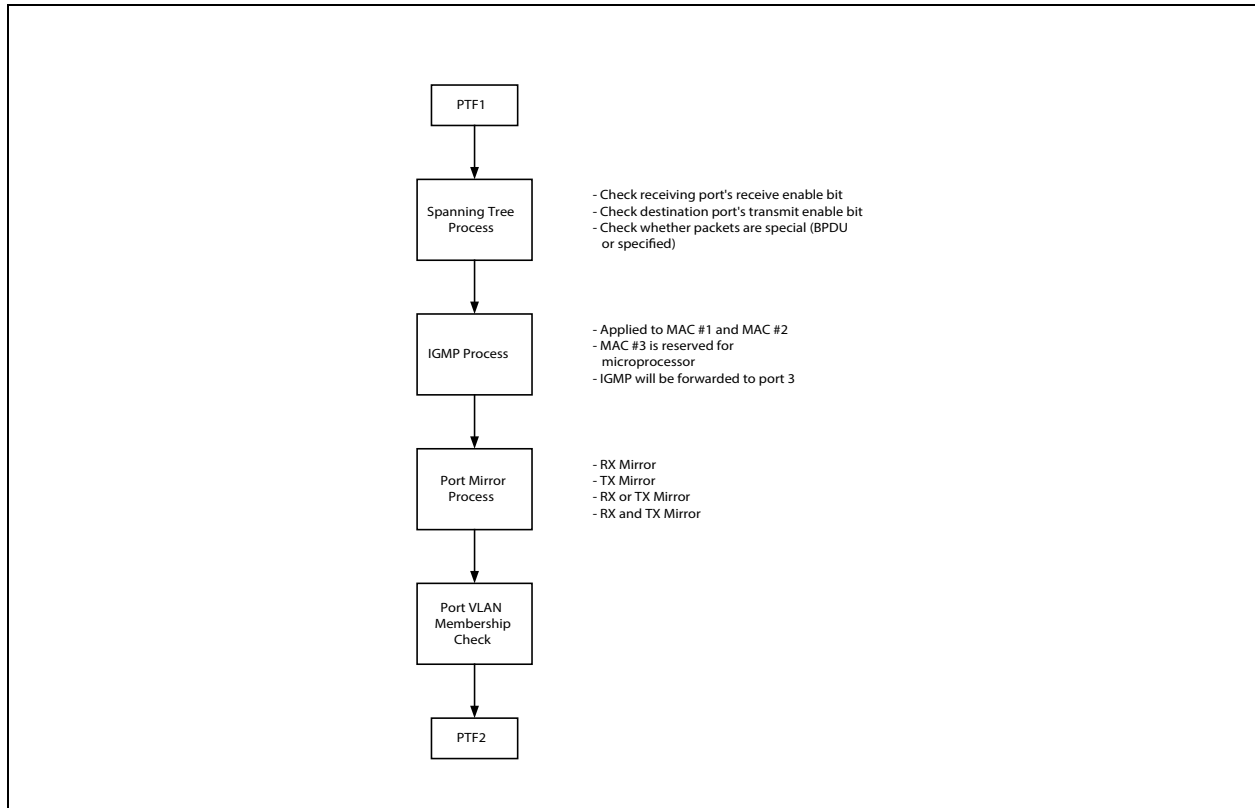 PTF1
Spanning Tree
Process
- Check receiving port's receive enable bit
- Check destination port's transmit enable bit
- Check whether packets are special (BPDU
or specified)
IGMP Process
- Applied to MAC #1 and MAC #2
- MAC #3 is reserved for
microprocessor
- IGMP will be forwarded to port 3
Port Mirror
Process
- RX Mirror
- TX Mirror
- RX or TX Mirror
- RX and TX Mirror
Port VLAN
Membership
Check
PTF2